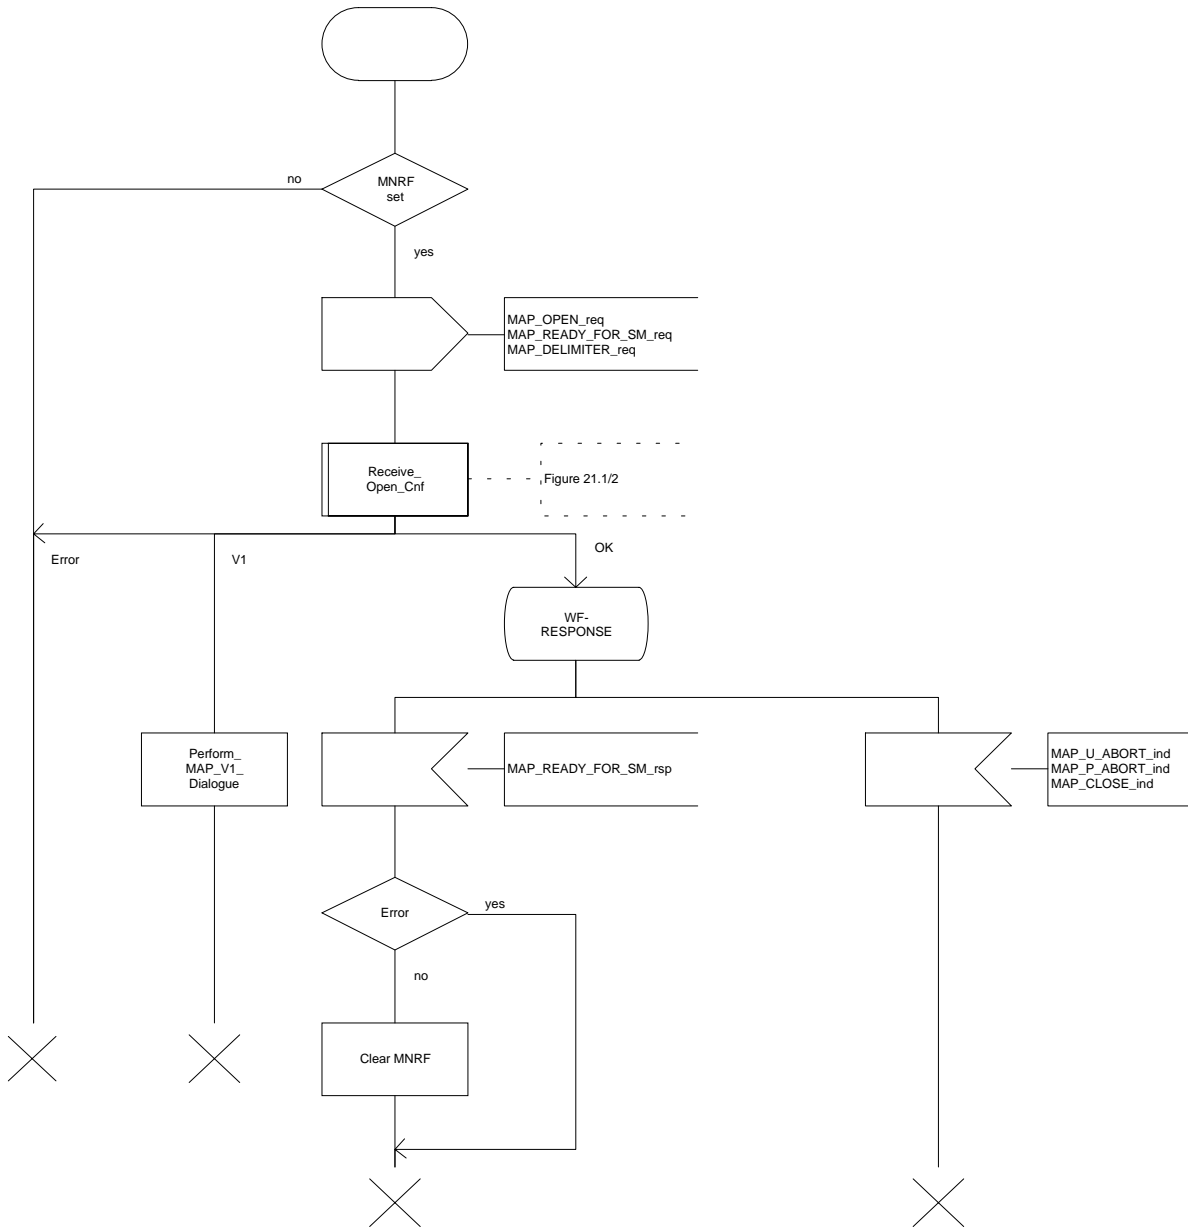 no
MNRF
set
yes
MAP_OPEN_req
MAP_READY_FOR_SM_req
MAP_DELIMITER_req
Receive_
Open_Cnf
Figure 21.1/2
Error
V1
OK
WF-
RESPONSE
Perform_
MAP_V1_
Dialogue
MAP_READY_FOR_SM_rsp
MAP_U_ABORT_ind
MAP_P_ABORT_ind
MAP_CLOSE_ind
Error
yes
no
Clear MNRF